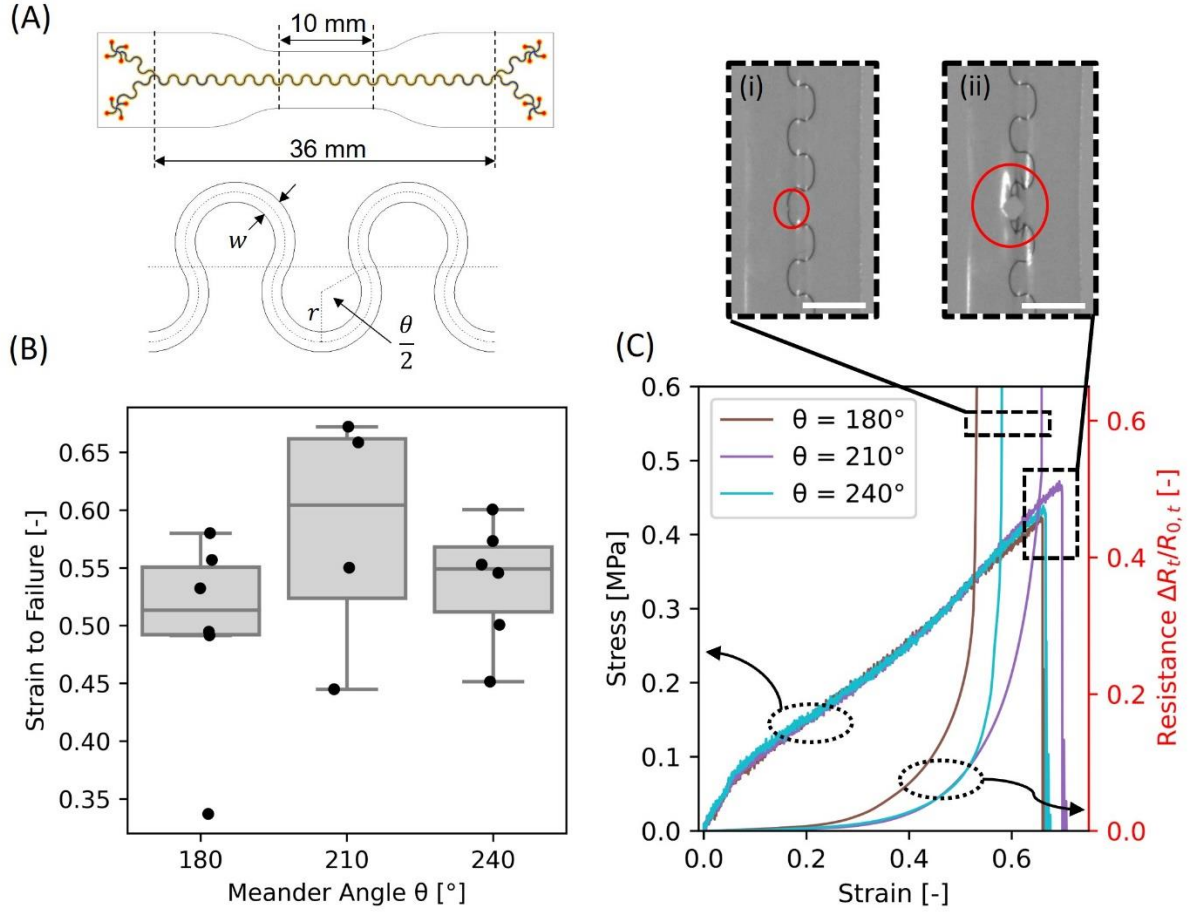 (A)
10 mm
36 mm
w
r
θ/2
(i)
(ii)
(B)
Strain to Failure [-]
0.65
0.60
0.55
0.50
0.45
0.40
0.35
180
210
240
Meander Angle θ [°]
(C)
θ = 180°
θ = 210°
θ = 240°
Stress [MPa]
0.6
0.5
0.4
0.3
0.2
0.1
0.0
0.0
0.2
0.4
0.6
Strain [-]
0.6
0.4
0.2
0.0
Resistance ΔRt/R0,t [-]